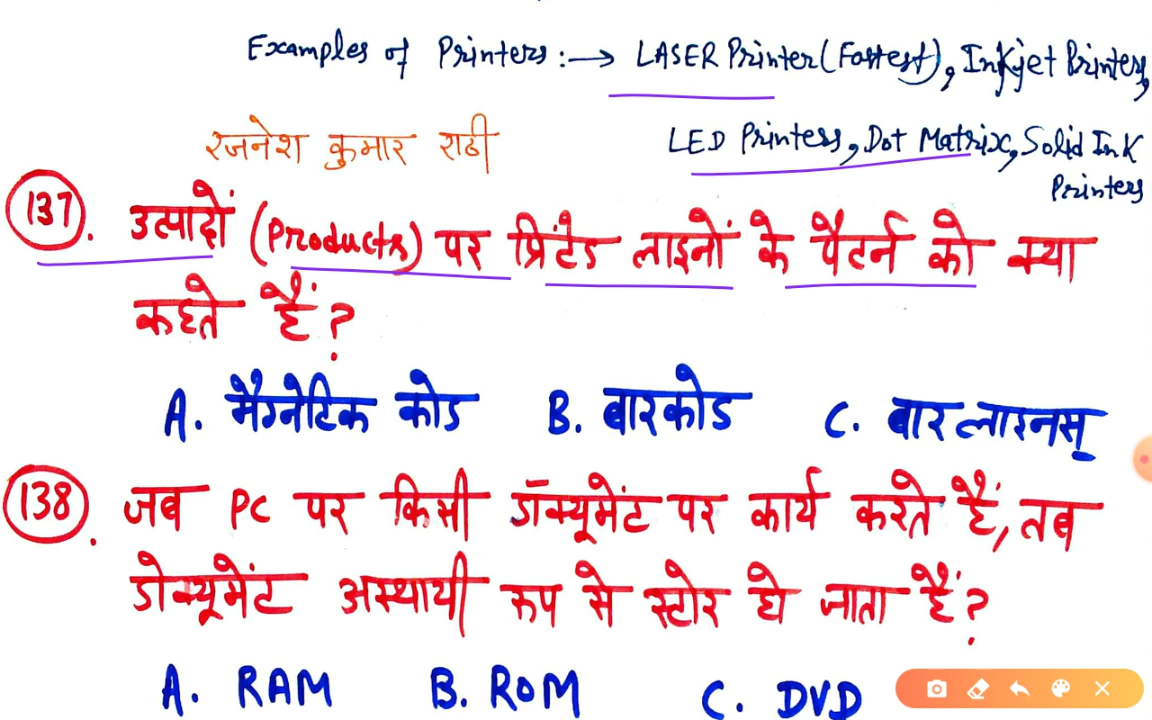 Examples of Printers :→ LASER Printer (Fastest), Inkjet Printers,
LED Printers, Dot Matrix, Solid Ink
Printers
रजनेश कुमार राठी
137. उत्पादों (Products) पर प्रिंटेड लाइनों के पैटर्न को क्या
कहते हैं?
A. मैग्नेटिक कोड B. बारकोड C. बार लाइनस्
138. जब PC पर किसी डॉक्यूमेंट पर कार्य करते हैं, तब
डोक्यूमेंट अस्थायी रूप से स्टोर हो जाता है?
A. RAM B. ROM C. DVD